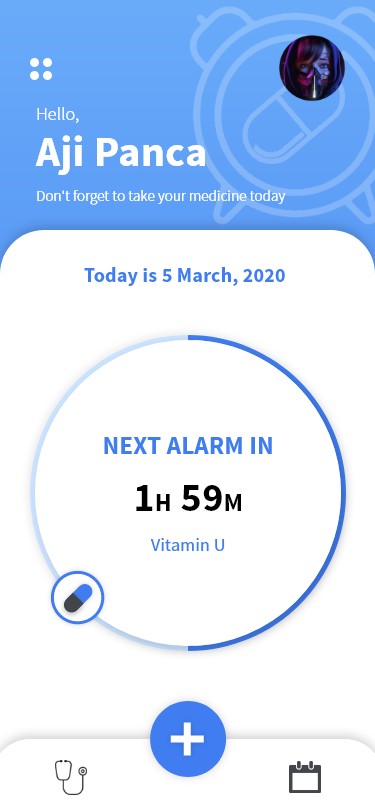 Hello,
Aji Panca
Don't forget to take your medicine today
Today is 5 March, 2020
NEXT ALARM IN
1H 59M
Vitamin U